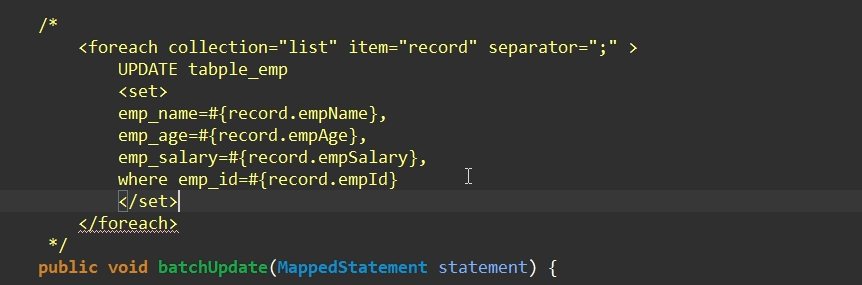 /*
<foreach collection="list" item="record" separator=";" >
UPDATE tabple_emp
<set>
emp_name=#{record.empName},
emp_age=#{record.empAge},
emp_salary=#{record.empSalary},
where emp_id=#{record.empId}
</set>
</foreach>
*/
public void batchUpdate(MappedStatement statement) {